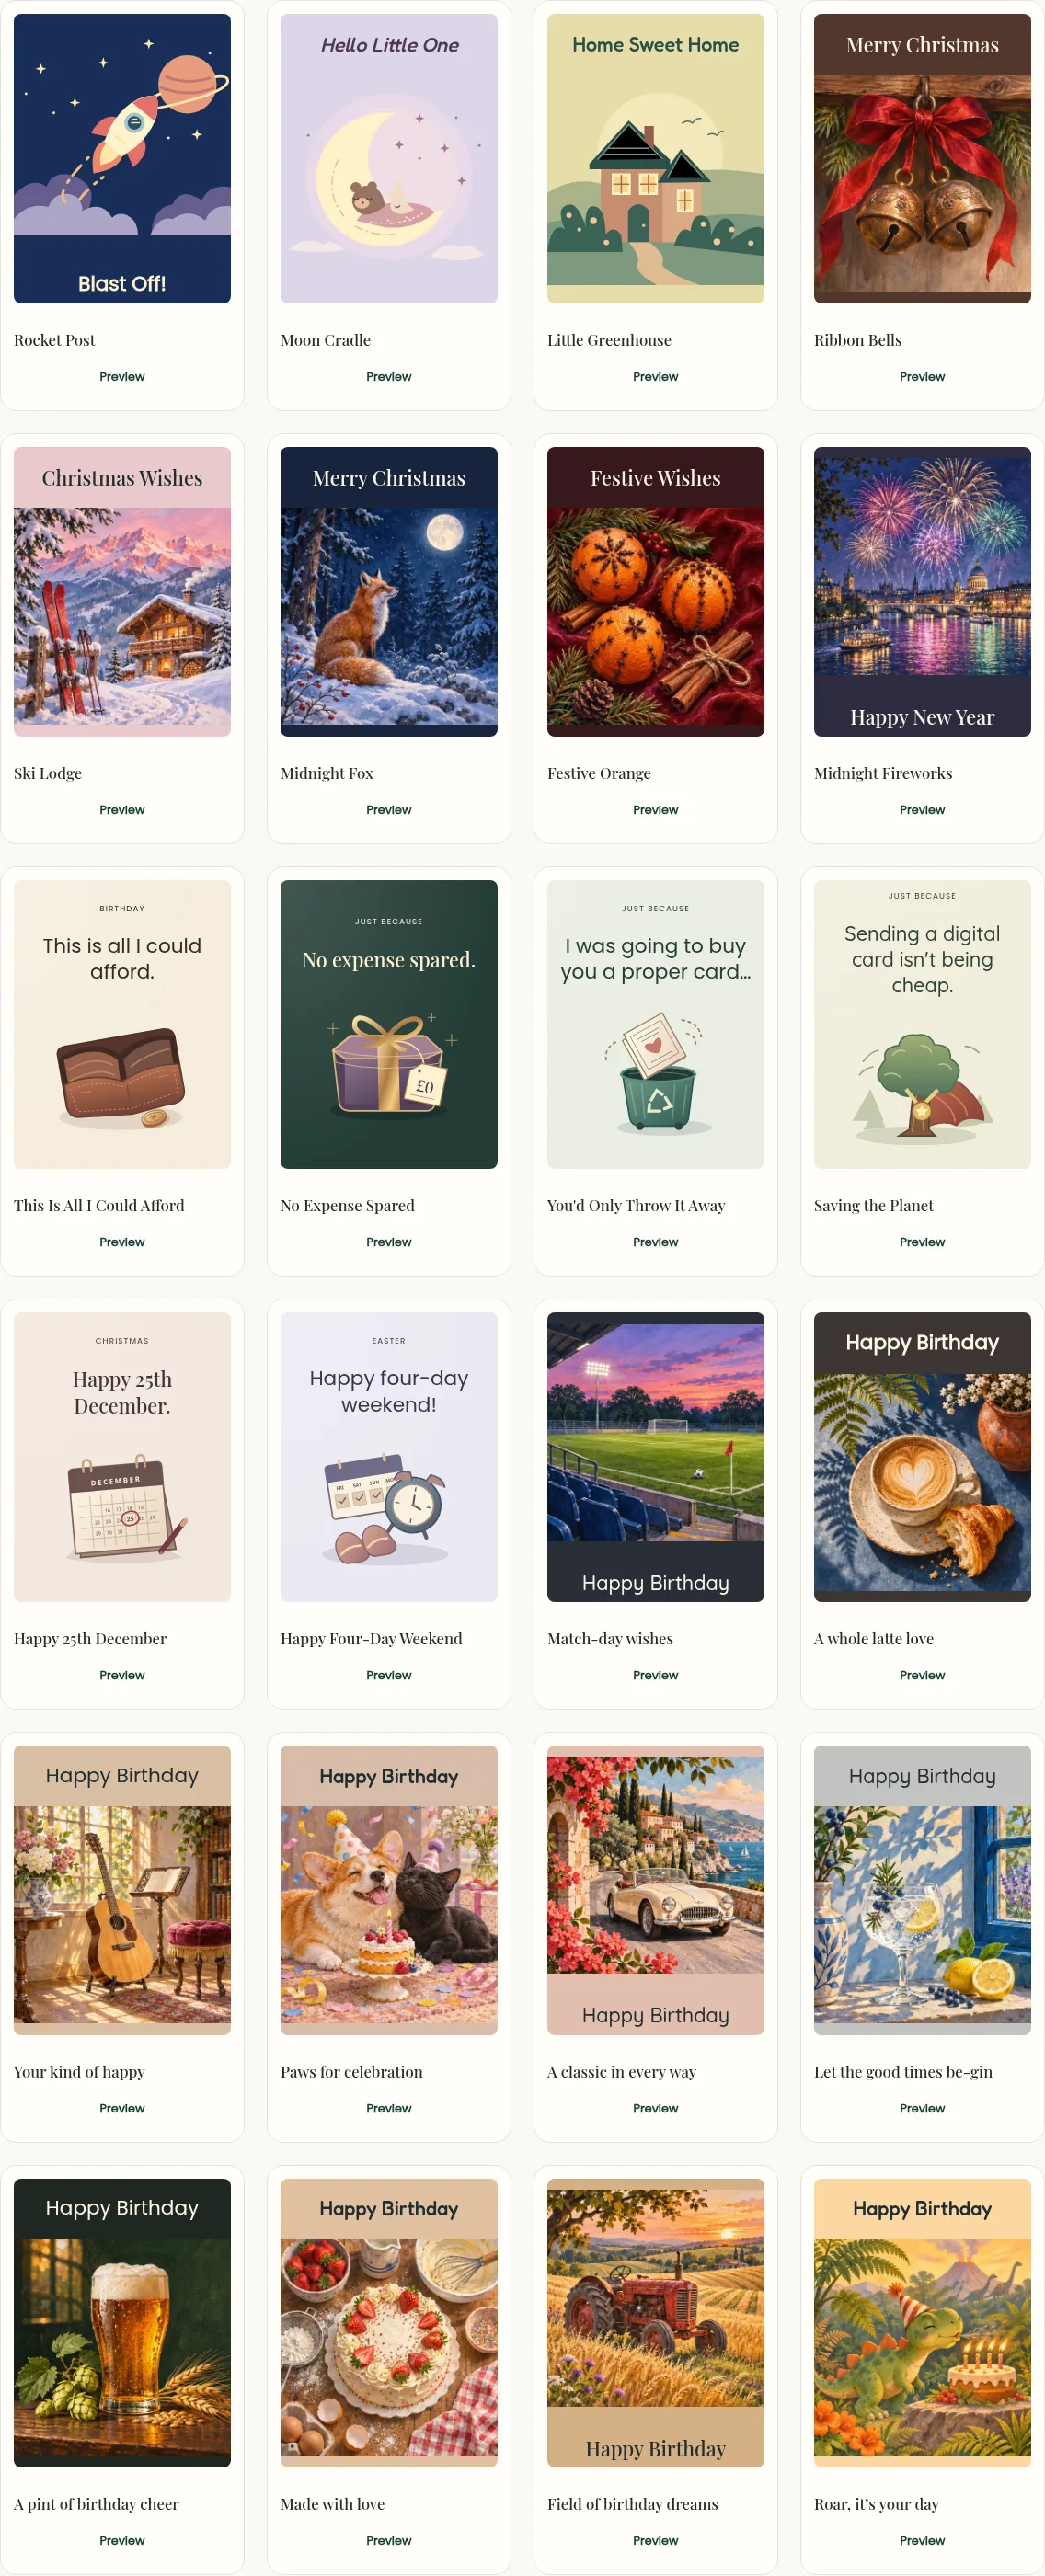 Blast Off!
Hello Little One
Home Sweet Home
Merry Christmas
Rocket Post
Moon Cradle
Little Greenhouse
Ribbon Bells
Preview
Preview
Preview
Preview
Christmas Wishes
Merry Christmas
Festive Wishes
Happy New Year
Ski Lodge
Midnight Fox
Festive Orange
Midnight Fireworks
Preview
Preview
Preview
Preview
BIRTHDAY
This is all I could
afford.
JUST BECAUSE
No expense spared.
£0
JUST BECAUSE
I was going to buy
you a proper card...
JUST BECAUSE
Sending a digital
card isn't being
cheap.
This Is All I Could Afford
No Expense Spared
You'd Only Throw It Away
Saving the Planet
Preview
Preview
Preview
Preview
CHRISTMAS
Happy 25th
December.
DECEMBER
25
EASTER
Happy four-day
weekend!
FRI SAT SUN
Happy Birthday
Happy Birthday
Happy 25th December
Happy Four-Day Weekend
Match-day wishes
A whole latte love
Preview
Preview
Preview
Preview
Happy Birthday
Happy Birthday
Happy Birthday
Happy Birthday
Your kind of happy
Paws for celebration
A classic in every way
Let the good times be-gin
Preview
Preview
Preview
Preview
Happy Birthday
Happy Birthday
Happy Birthday
Happy Birthday
A pint of birthday cheer
Made with love
Field of birthday dreams
Roar, it’s your day
Preview
Preview
Preview
Preview